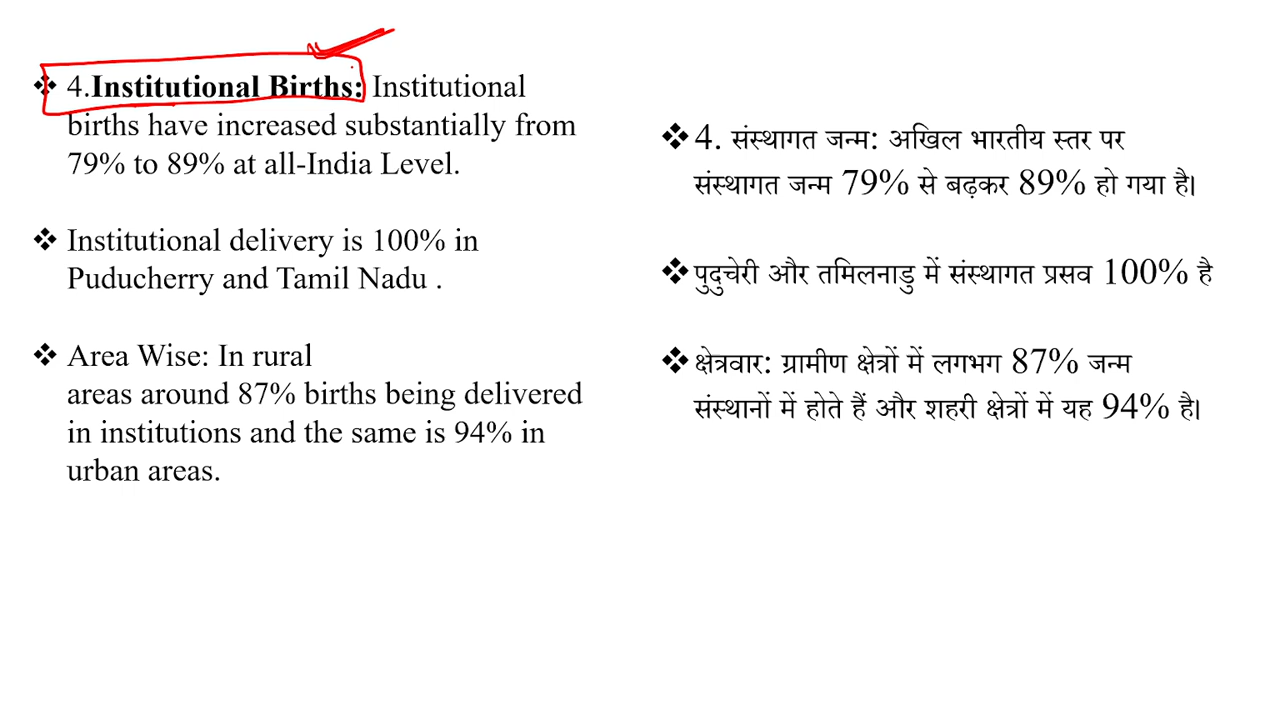 ❖ 4.Institutional Births: Institutional
births have increased substantially from
79% to 89% at all-India Level.
❖ Institutional delivery is 100% in
Puducherry and Tamil Nadu .
❖ Area Wise: In rural
areas around 87% births being delivered
in institutions and the same is 94% in
urban areas.
❖ 4. संस्थागत जन्म: अखिल भारतीय स्तर पर
संस्थागत जन्म 79% से बढ़कर 89% हो गया है।
❖ पुदुचेरी और तमिलनाडु में संस्थागत प्रसव 100% है
❖ क्षेत्रवार: ग्रामीण क्षेत्रों में लगभग 87% जन्म
संस्थानों में होते हैं और शहरी क्षेत्रों में यह 94% है।